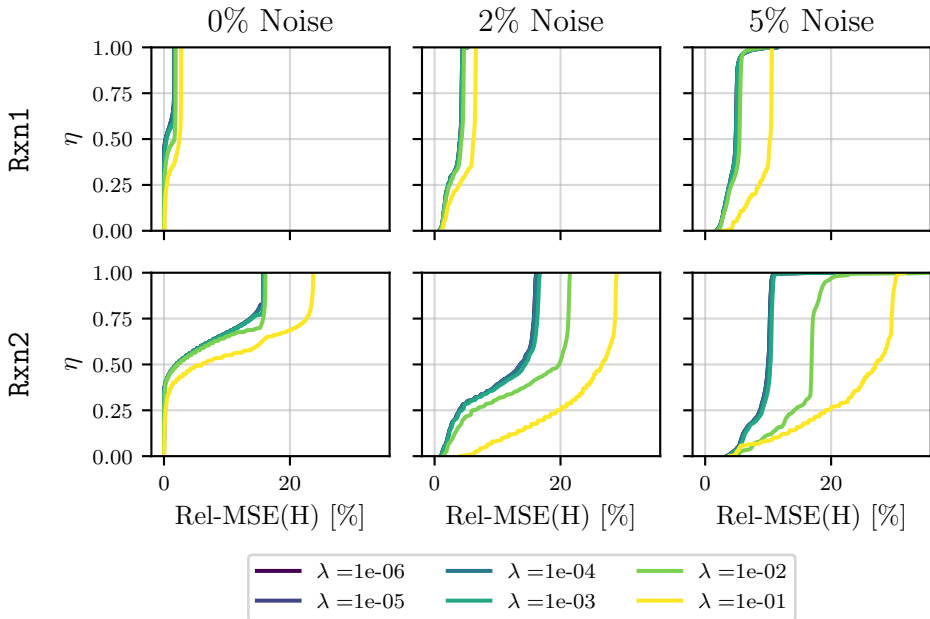 0% Noise 2% Noise 5% Noise
Rxn1
η
1.00
0.75
0.50
0.25
0.00
Rxn2
η
1.00
0.75
0.50
0.25
0.00
0 20 0 20 0 20
Rel-MSE(H) [%] Rel-MSE(H) [%] Rel-MSE(H) [%]
λ =1e-06 λ =1e-04 λ =1e-02
λ =1e-05 λ =1e-03 λ =1e-01